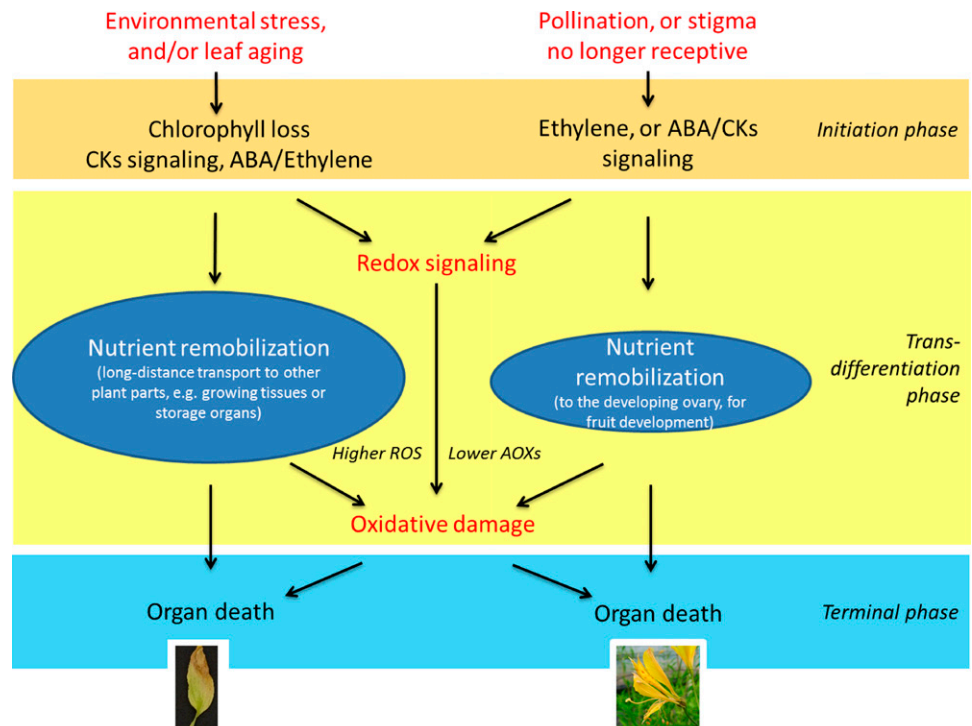 Environmental stress,
and/or leaf aging
Pollination, or stigma
no longer receptive
Chlorophyll loss
CKs signaling, ABA/Ethylene
Ethylene, or ABA/CKs
signaling
Initiation phase
Redox signaling
Nutrient remobilization
(long-distance transport to other
plant parts, e.g. growing tissues or
storage organs)
Nutrient
remobilization
(to the developing ovary, for
fruit development)
Trans-
differentiation
phase
Higher ROS
Lower AOXs
Oxidative damage
Organ death
Organ death
Terminal phase